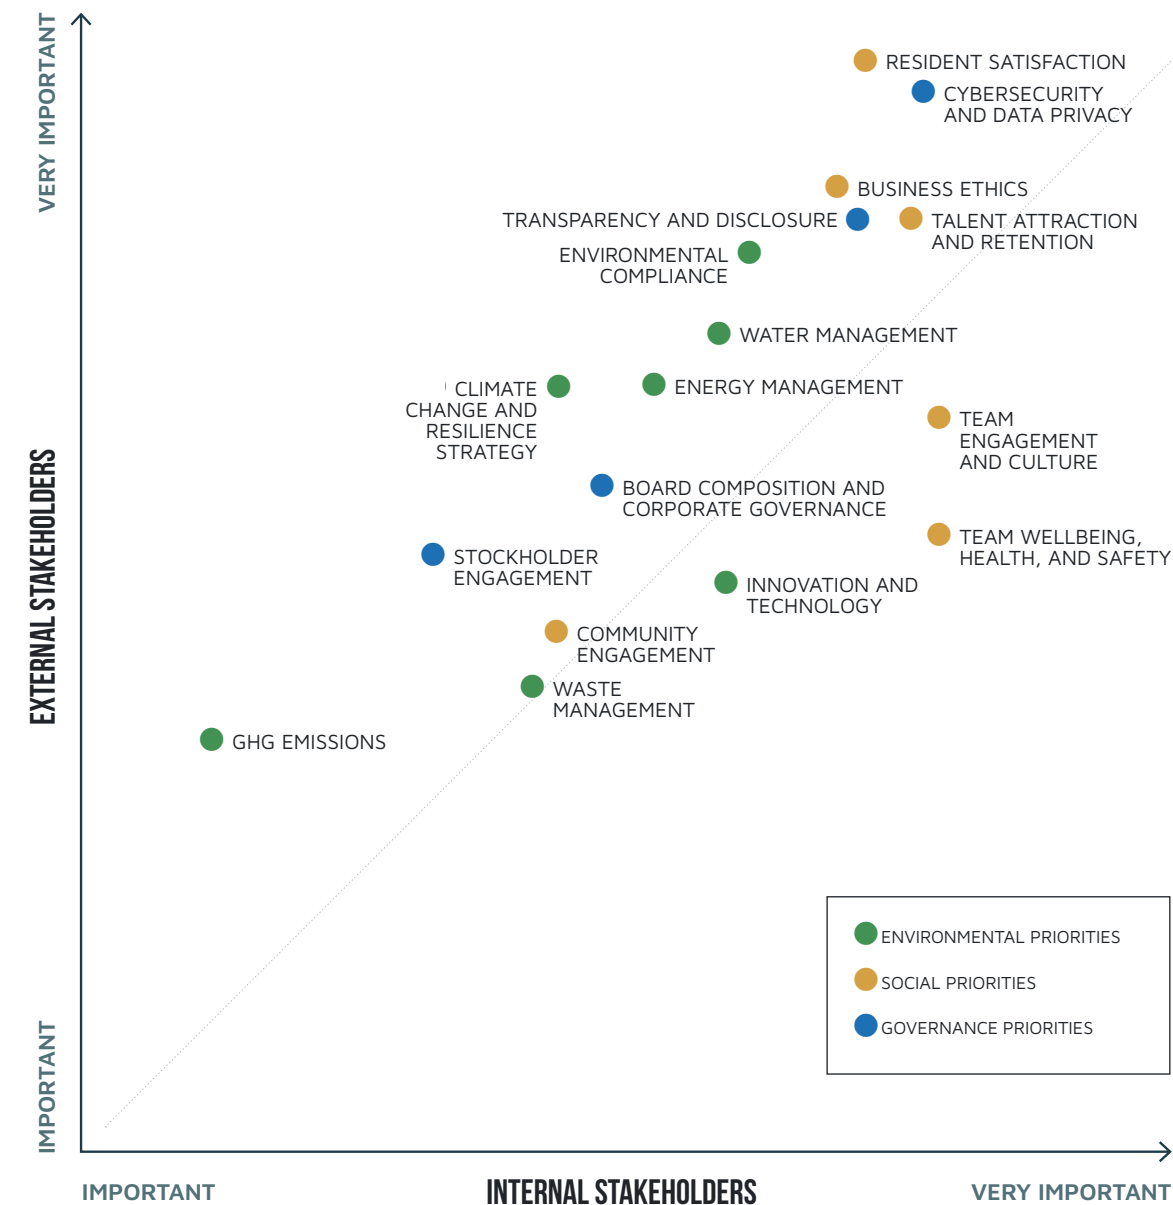 VERY IMPORTANT
EXTERNAL STAKEHOLDERS
IMPORTANT
RESIDENT SATISFACTION
CYBERSECURITY
AND DATA PRIVACY
BUSINESS ETHICS
TRANSPARENCY AND DISCLOSURE
TALENT ATTRACTION
AND RETENTION
ENVIRONMENTAL
COMPLIANCE
WATER MANAGEMENT
CLIMATE
CHANGE AND
RESILIENCE
STRATEGY
ENERGY MANAGEMENT
TEAM
ENGAGEMENT
AND CULTURE
BOARD COMPOSITION AND
CORPORATE GOVERNANCE
TEAM WELLBEING,
HEALTH, AND SAFETY
STOCKHOLDER
ENGAGEMENT
INNOVATION AND
TECHNOLOGY
COMMUNITY
ENGAGEMENT
WASTE
MANAGEMENT
GHG EMISSIONS
ENVIRONMENTAL PRIORITIES
SOCIAL PRIORITIES
GOVERNANCE PRIORITIES
IMPORTANT
INTERNAL STAKEHOLDERS
VERY IMPORTANT